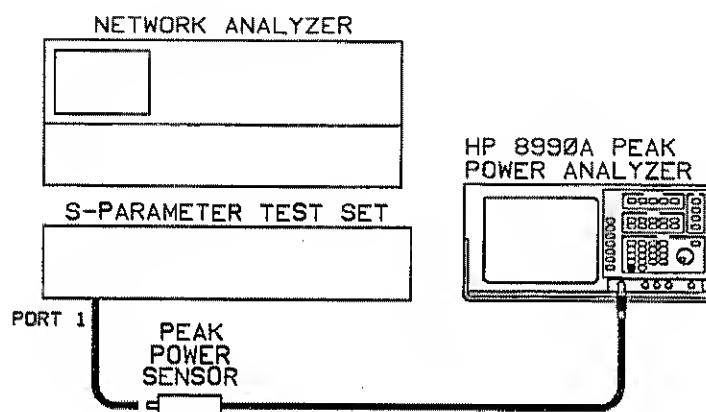 NETWORK ANALYZER
HP 8990A PEAK
POWER ANALYZER
S-PARAMETER TEST SET
PORT 1
PEAK
POWER
SENSOR